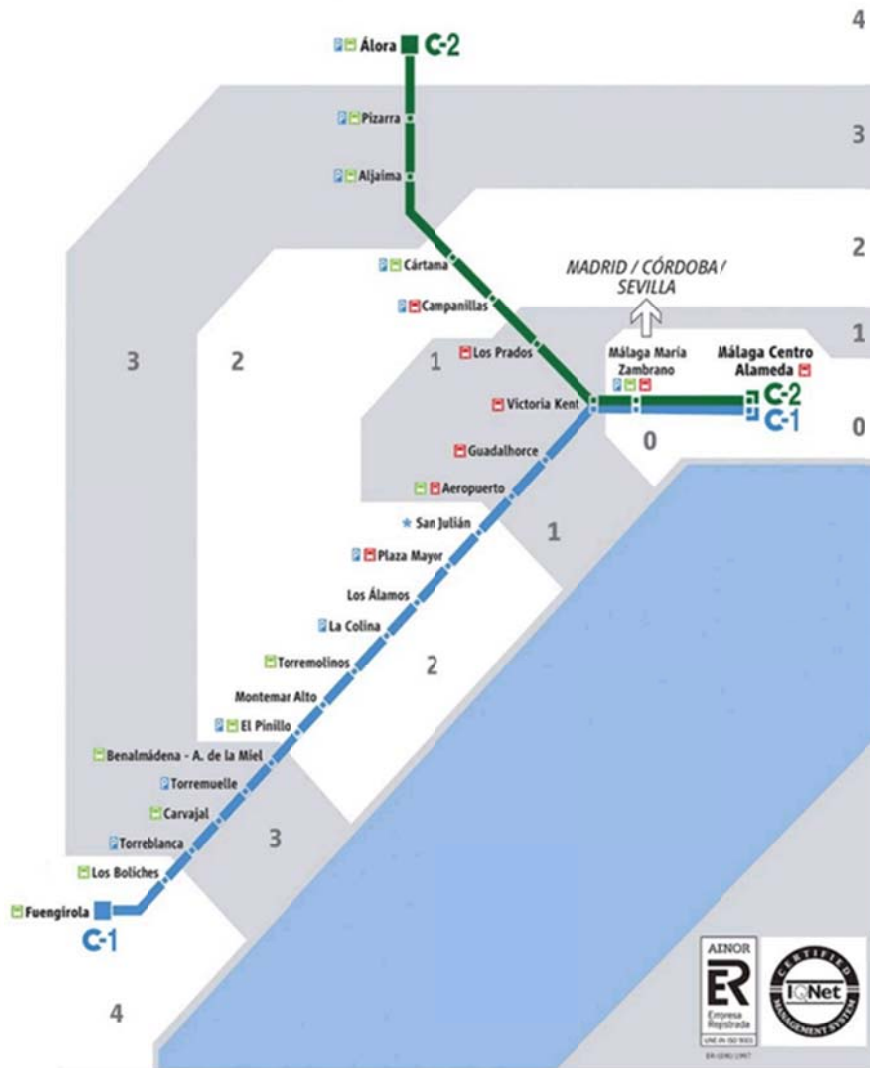 4
Álora C-2
Pizarra
3
Aljaima
2
Cártana
MADRID / CÓRDOBA/
SEVILLA
Campanillas
1
3
2
1
Los Prados
Málaga María
Zambrano
Málaga Centro
Alameda
C-2
C-1
Victoria Kent
0
0
Guadalhorce
Aeropuerto
San Julián
1
Plaza Mayor
Los Álamos
La Colina
Torremolinos
2
Montemar Alto
El Pinillo
Benalmádena - A. de la Miel
Torremuelle
Carvajal
3
Torreblanca
Los Boliches
Fuengirola
C-1
4
AENOR
ER
Empresa
Registrada
CERTIFIED
IQNet
MANAGEMENT SYSTEM